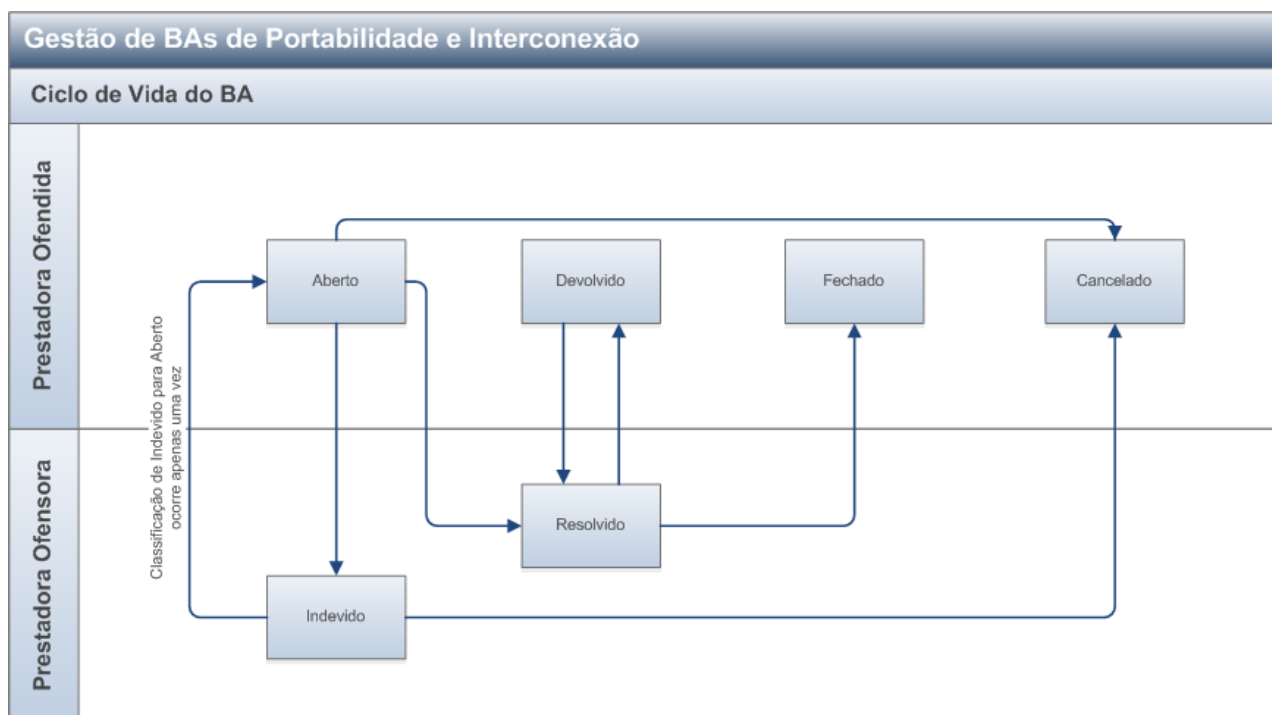 Gestão de BAs de Portabilidade e Interconexão
Ciclo de Vida do BA
Prestadora Ofendida
Aberto
Devolvido
Fechado
Cancelado
Classificação de Indevido para Aberto
ocorre apenas uma vez
Prestadora Ofensora
Resolvido
Indevido